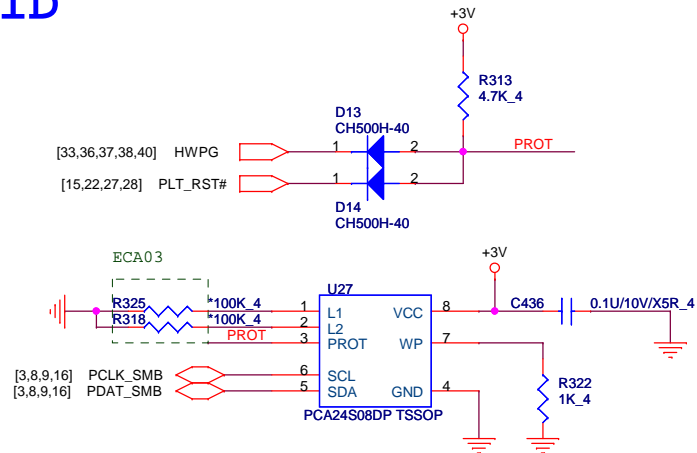 +3V
R313
4.7K_4
D13
CH500H-40
[33,36,37,38,40] HWPG
1 2
PROT
[15,22,27,28] PLT_RST#
1 2
D14
CH500H-40
+3V
ECA03
U27
C436 0.1U/10V/X5R_4
R325 *100K_4 1 L1 VCC 8
R318 *100K_4 2 L2
PROT 3 PROT WP 7
[3,8,9,16] PCLK_SMB 6 SCL
[3,8,9,16] PDAT_SMB 5 SDA GND 4
R322
1K_4
PCA24S08DP TSSOP